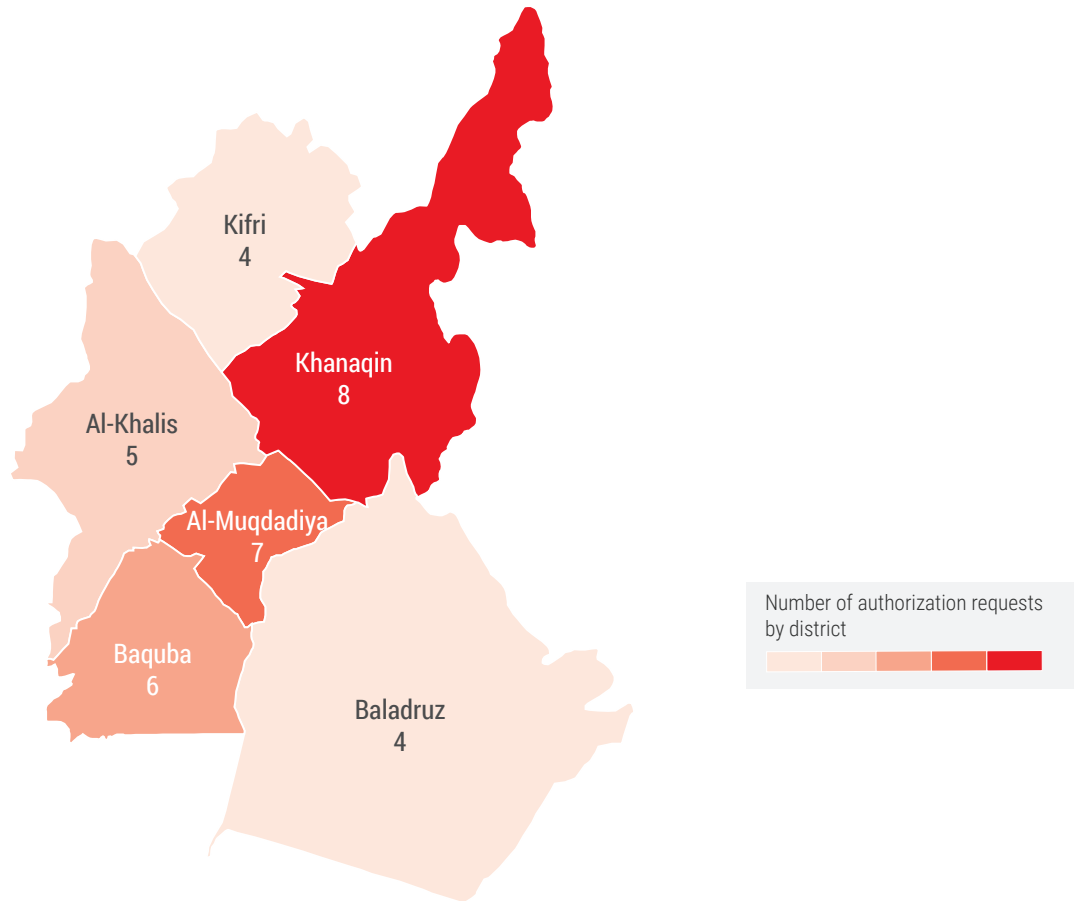 Kifri
4
Khanaqin
8
Al-Khalis
5
Al-Muqdadiya
7
Baquba
6
Baladruz
4
Number of authorization requests
by district